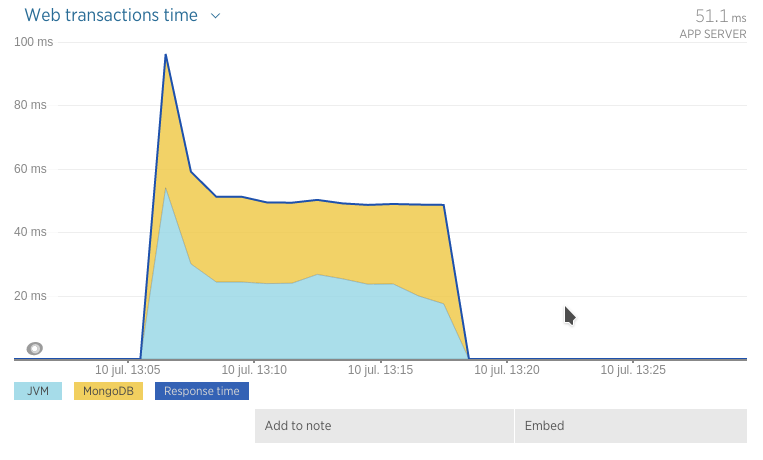 Web transactions time
51.1 ms
APP SERVER
100 ms
80 ms
60 ms
40 ms
20 ms
10 jul. 13:05 10 jul. 13:10 10 jul. 13:15 10 jul. 13:20 10 jul. 13:25
JVM MongoDB Response time
Add to note Embed